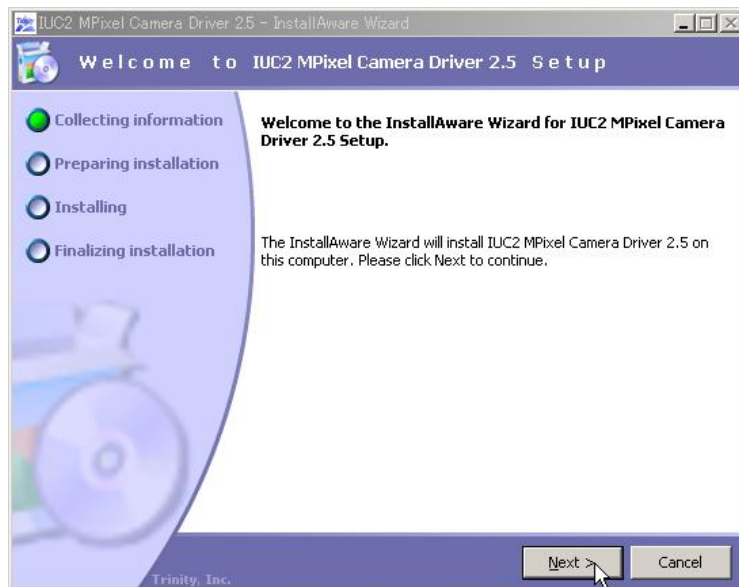 IUC2 MPixel Camera Driver 2.5 - InstallAware Wizard
Welcome to IUC2 MPixel Camera Driver 2.5 Setup
Collecting information
Preparing installation
Installing
Finalizing installation
Welcome to the InstallAware Wizard for IUC2 MPixel Camera
Driver 2.5 Setup.
The InstallAware Wizard will install IUC2 MPixel Camera Driver 2.5 on
this computer. Please click Next to continue.
Trinity, Inc.
Next >
Cancel